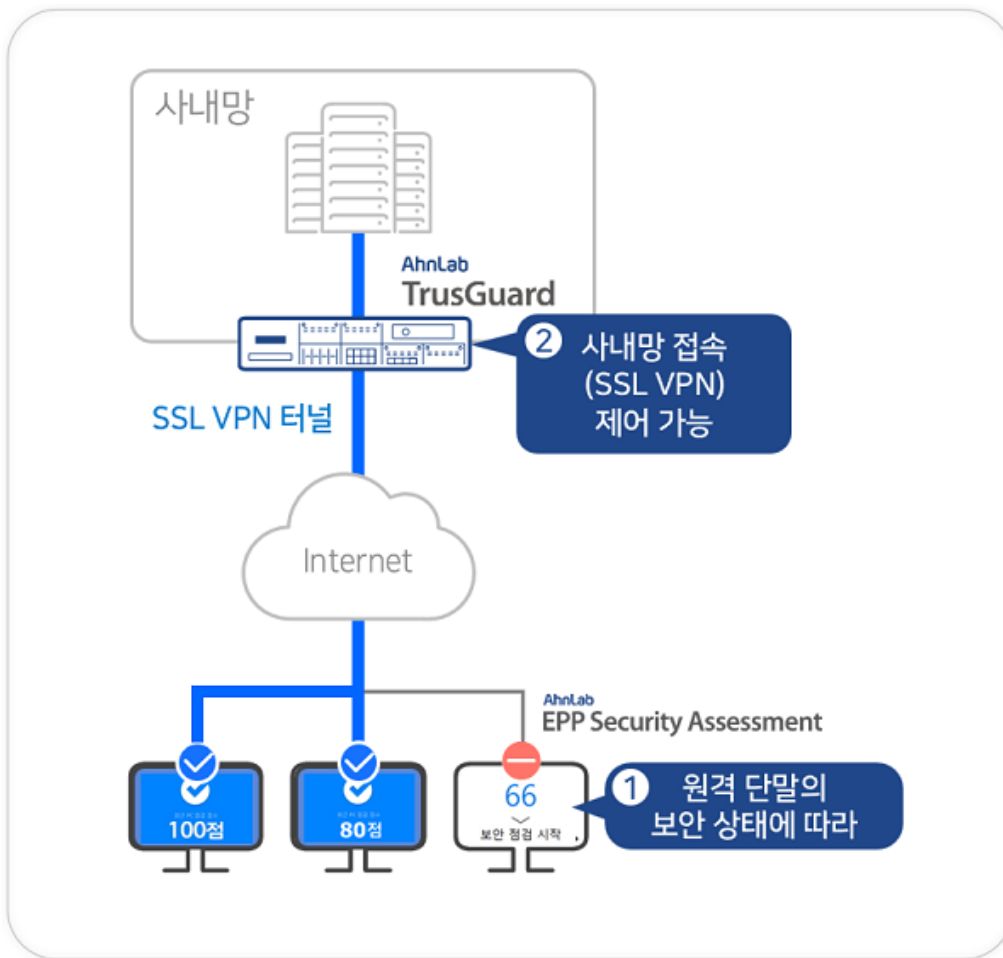 사내망
AhnLab
TrusGuard
2 사내망 접속
(SSL VPN)
제어 가능
SSL VPN 터널
Internet
AhnLab
EPP Security Assessment
100점
80점
66
보안 점검 시작
1 원격 단말의
보안 상태에 따라